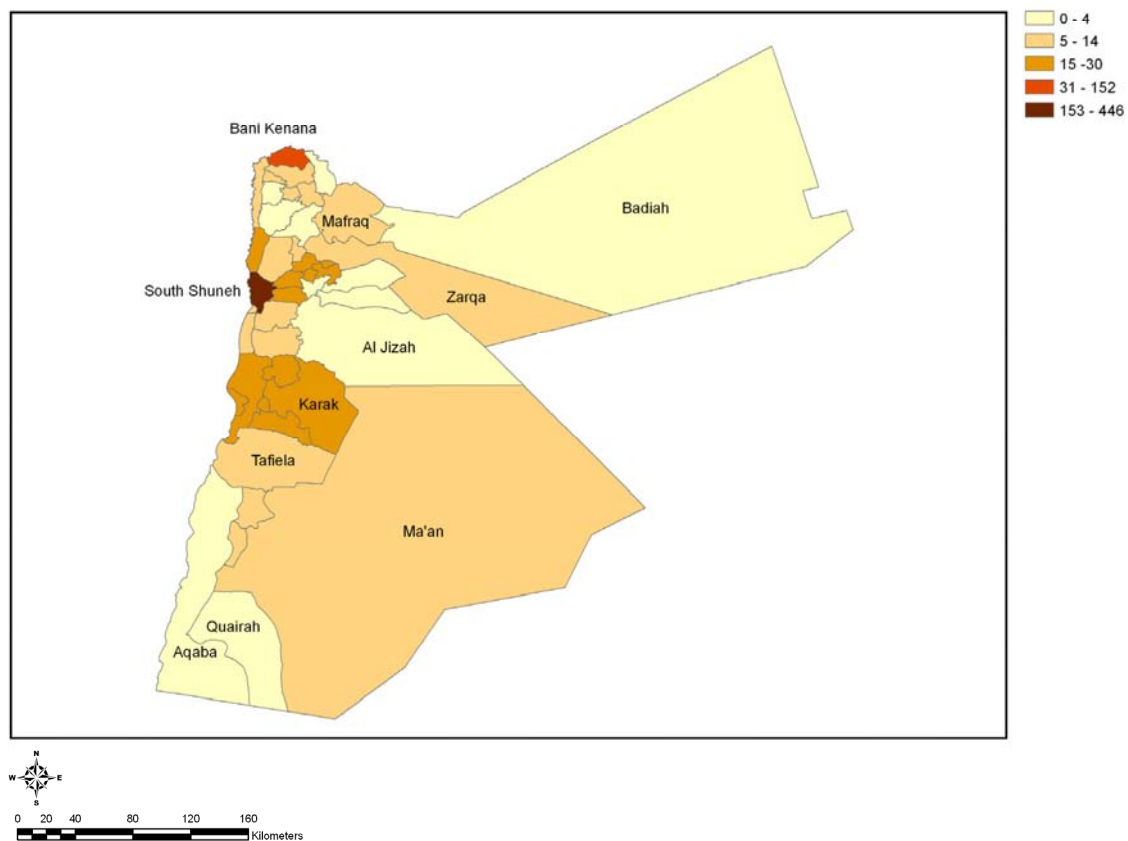 0 - 4
5 - 14
15 -30
31 - 152
153 - 446
Bani Kenana
Badiah
Mafraq
South Shuneh
Zarqa
Al Jizah
Karak
Tafiela
Ma'an
Quairah
Aqaba
N
W E
S
0 20 40 80 120 160
Kilometers